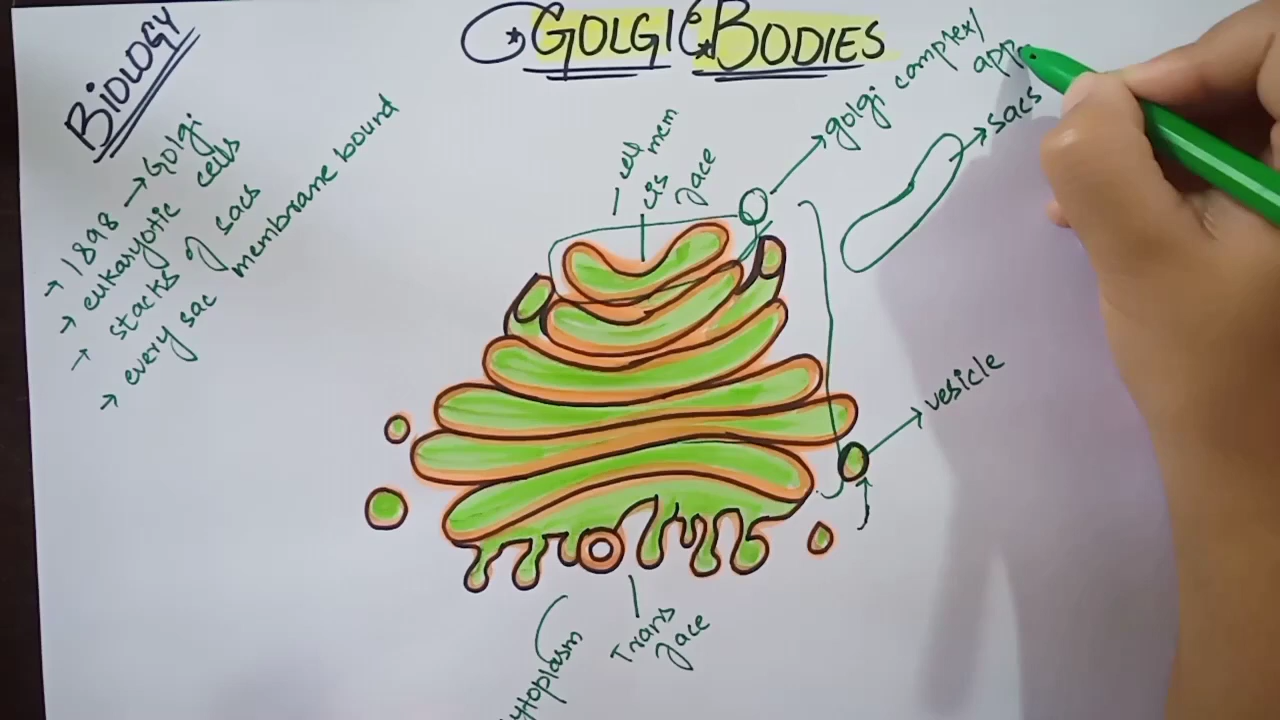 BIOLOGY
GOLGI BODIES
→ 1898 → Golgi
→ eukaryotic cells
→ stacks of sacs
→ every sac membrane bound
cell mem
cis
face
→ golgi complex/
app
→ sacs
→ vesicle
Trans
face
ytoplasm